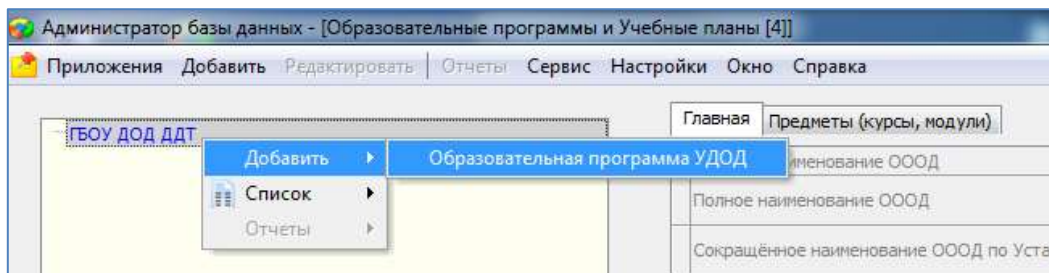 Администратор базы данных - [Образовательные программы и Учебные планы [4]]
Приложения Добавить Редактировать Отчеты Сервис Настройки Окно Справка
ГБОУ ДОД ДДТ
Главная Предметы (курсы, модули)
Добавить Образовательная программа УДОД
именование ОООД
Список
Полное наименование ОООД
Отчеты
Сокращённое наименование ОООД по Уста